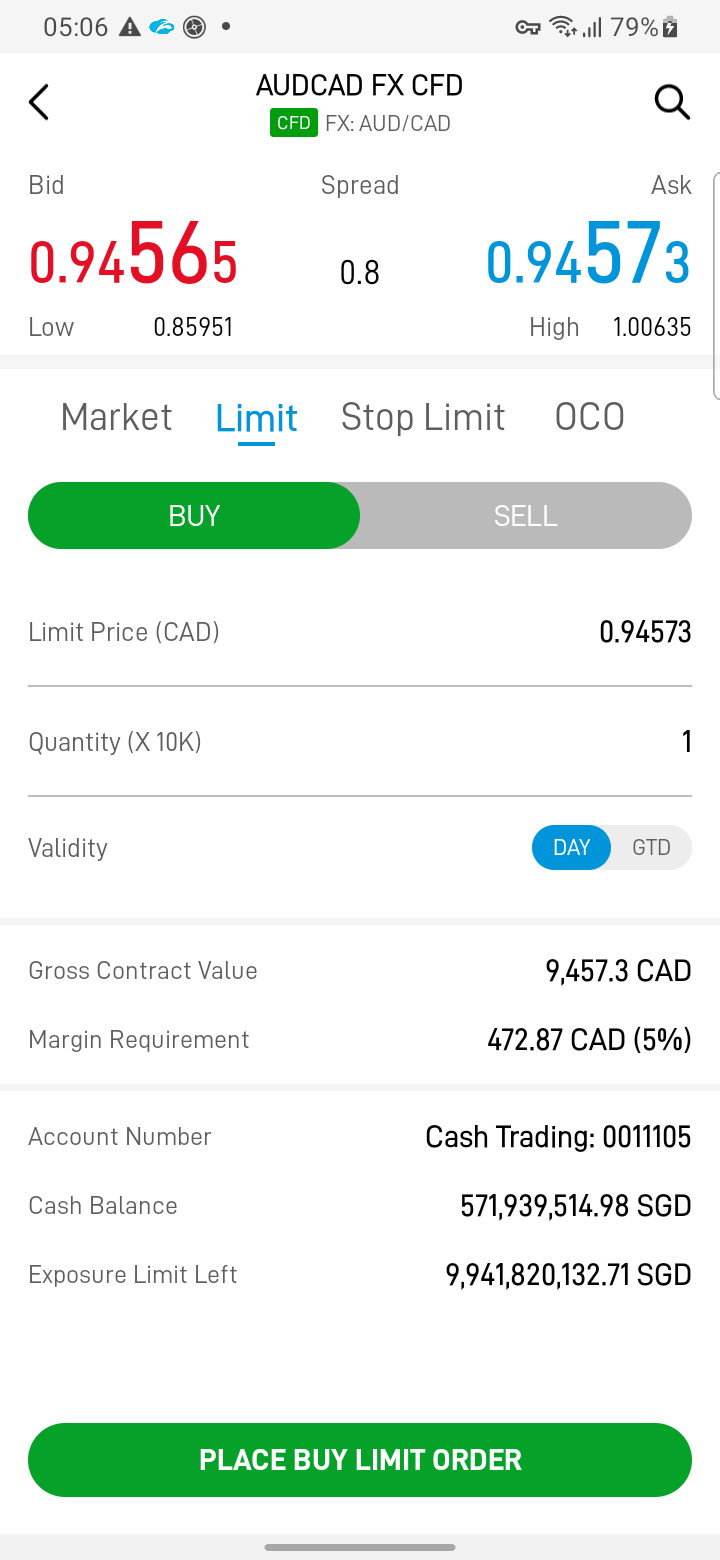 05:06 79%
AUDCAD FX CFD
CFD FX: AUD/CAD
Bid Spread Ask
0.94565 0.8 0.94573
Low 0.85951 High 1.00635
Market Limit Stop Limit OCO
BUY SELL
Limit Price (CAD) 0.94573
Quantity (X 10K) 1
Validity DAY GTD
Gross Contract Value 9,457.3 CAD
Margin Requirement 472.87 CAD (5%)
Account Number Cash Trading: 0011105
Cash Balance 571,939,514.98 SGD
Exposure Limit Left 9,941,820,132.71 SGD
PLACE BUY LIMIT ORDER